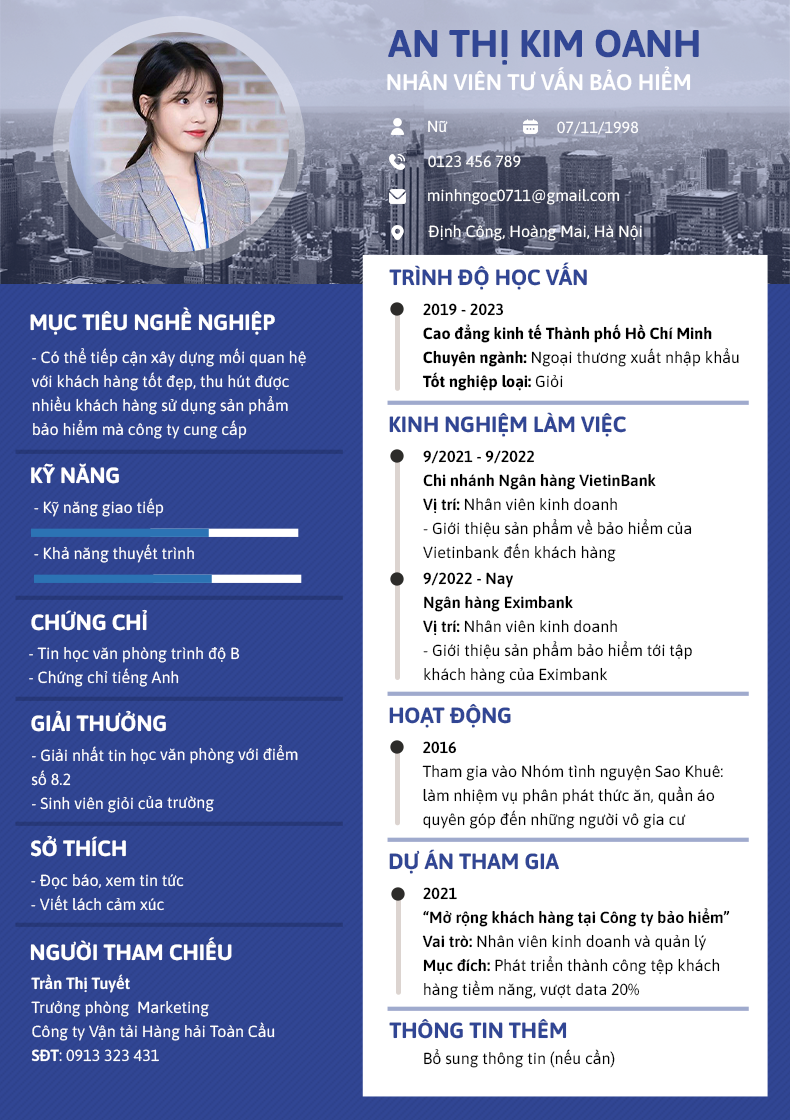 AN THỊ KIM OANH
NHÂN VIÊN TƯ VẤN BẢO HIỂM
Nữ
07/11/1998
0123 456 789
minhngoc0711@gmail.com
Định Công, Hoàng Mai, Hà Nội
MỤC TIÊU NGHỀ NGHIỆP
- Có thể tiếp cận xây dựng mối quan hệ
với khách hàng tốt đẹp, thu hút được
nhiều khách hàng sử dụng sản phẩm
bảo hiểm mà công ty cung cấp
KỸ NĂNG
- Kỹ năng giao tiếp
- Khả năng thuyết trình
CHỨNG CHỈ
- Tin học văn phòng trình độ B
- Chứng chỉ tiếng Anh
GIẢI THƯỞNG
- Giải nhất tin học văn phòng với điểm
số 8.2
- Sinh viên giỏi của trường
SỞ THÍCH
- Đọc báo, xem tin tức
- Viết lách cảm xúc
NGƯỜI THAM CHIẾU
Trần Thị Tuyết
Trưởng phòng  Marketing
Công ty Vận tải Hàng hải Toàn Cầu
SĐT: 0913 323 431
TRÌNH ĐỘ HỌC VẤN
2019 - 2023
Cao đẳng kinh tế Thành phố Hồ Chí Minh
Chuyên ngành: Ngoại thương xuất nhập khẩu
Tốt nghiệp loại: Giỏi
KINH NGHIỆM LÀM VIỆC
9/2021 - 9/2022
Chi nhánh Ngân hàng VietinBank
Vị trí: Nhân viên kinh doanh
- Giới thiệu sản phẩm về bảo hiểm của
Vietinbank đến khách hàng
9/2022 - Nay
Ngân hàng Eximbank
Vị trí: Nhân viên kinh doanh
- Giới thiệu sản phẩm bảo hiểm tới tập
khách hàng của Eximbank
HOẠT ĐỘNG
2016
Tham gia vào Nhóm tình nguyện Sao Khuê:
làm nhiệm vụ phân phát thức ăn, quần áo
quyên góp đến những người vô gia cư
DỰ ÁN THAM GIA
2021
“Mở rộng khách hàng tại Công ty bảo hiểm”
Vai trò: Nhân viên kinh doanh và quản lý
Mục đích: Phát triển thành công tệp khách
hàng tiềm năng, vượt data 20%
THÔNG TIN THÊM
Bổ sung thông tin (nếu cần)